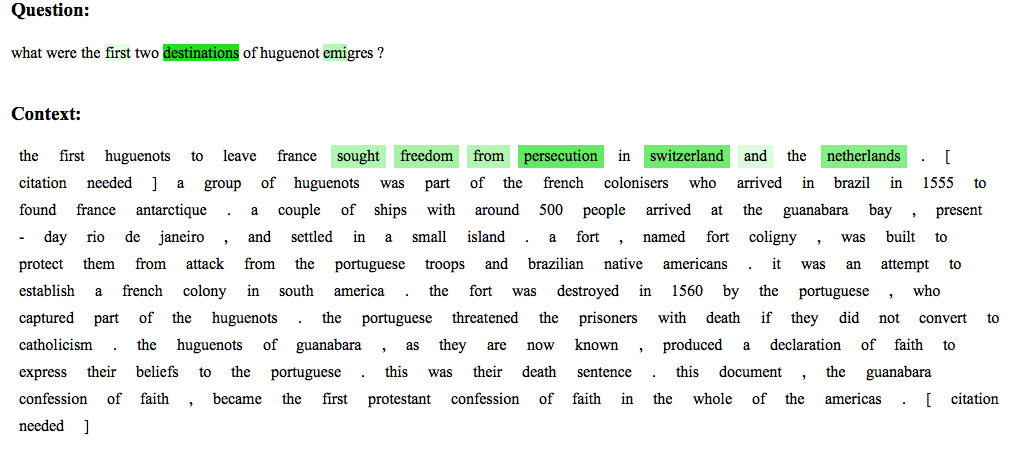 Question:
what were the first two destinations of huguenot emigres ?
Context:
the first huguenots to leave france sought freedom from persecution in switzerland and the netherlands . [
citation needed ] a group of huguenots was part of the french colonisers who arrived in brazil in 1555 to
found france antarctique . a couple of ships with around 500 people arrived at the guanabara bay , present
- day rio de janeiro , and settled in a small island . a fort , named fort coligny , was built to
protect them from attack from the portuguese troops and brazilian native americans . it was an attempt to
establish a french colony in south america . the fort was destroyed in 1560 by the portuguese , who
captured part of the huguenots . the portuguese threatened the prisoners with death if they did not convert to
catholicism . the huguenots of guanabara , as they are now known , produced a declaration of faith to
express their beliefs to the portuguese . this was their death sentence . this document , the guanabara
confession of faith , became the first protestant confession of faith in the whole of the americas . [ citation
needed ]